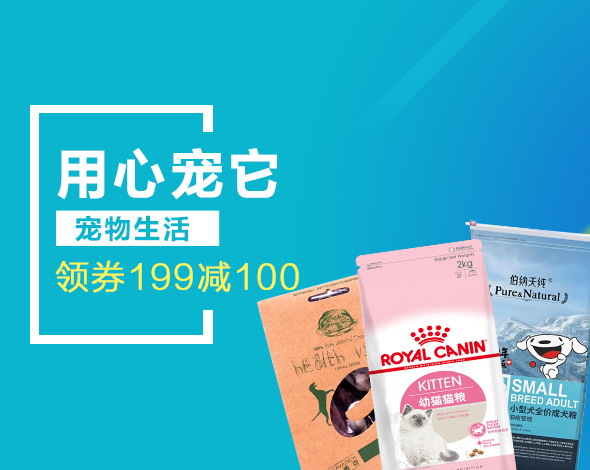 用心宠它
宠物生活
领券199减100
2kg
ROYAL CANIN
KITTEN
幼猫猫粮
NUTRITION
伯纳天纯
Pure&Natural
SMALL
BREED ADULT
小型犬全价成犬粮